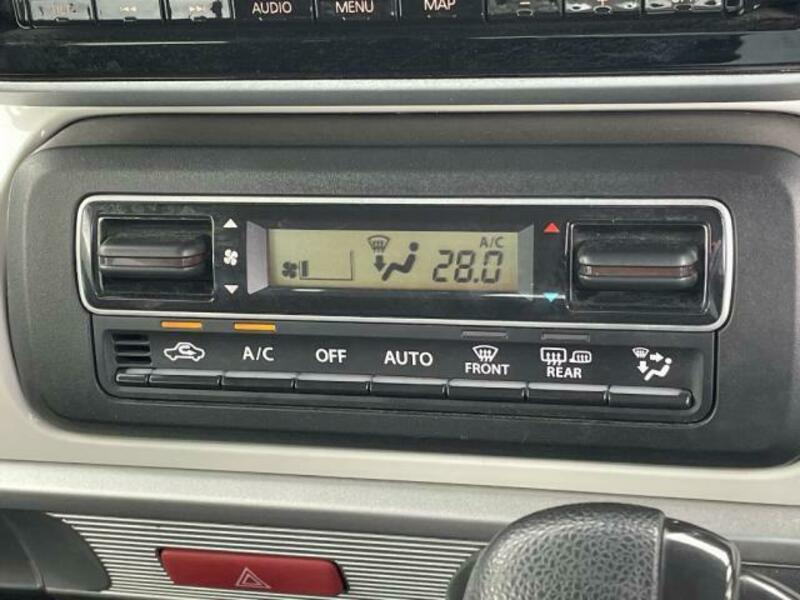 AUDIO MENU MAP
A/C
28.0
A/C OFF AUTO FRONT REAR